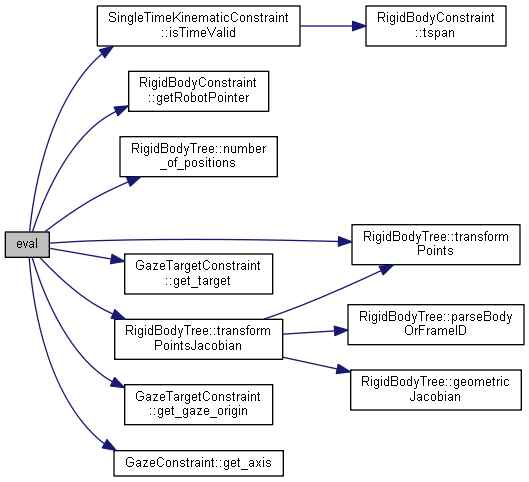 SingleTimeKinematicConstraint
::isTimeValid
RigidBodyConstraint
::tspan
RigidBodyConstraint
::getRobotPointer
RigidBodyTree::number
_of_positions
eval
RigidBodyTree::transform
Points
GazeTargetConstraint
::get_target
RigidBodyTree::transform
PointsJacobian
RigidBodyTree::parseBody
OrFrameID
RigidBodyTree::geometric
Jacobian
GazeTargetConstraint
::get_gaze_origin
GazeConstraint::get_axis